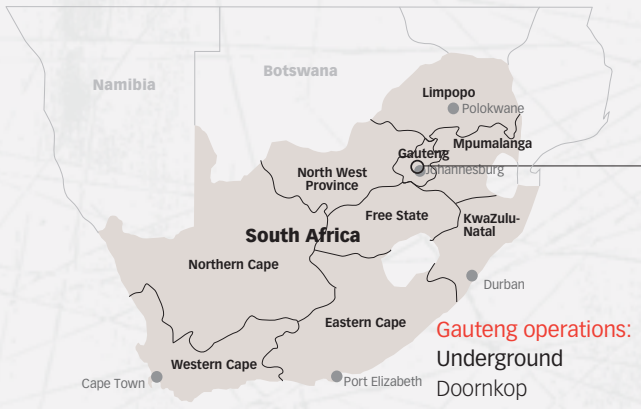 Namibia
Botswana
Limpopo
Polokwane
Mpumalanga
Gauteng
Johannesburg
North West
Province
Free State
KwaZulu-
Natal
South Africa
Northern Cape
Durban
Eastern Cape
Western Cape
Cape Town
Port Elizabeth
Gauteng operations:
Underground
Doornkop